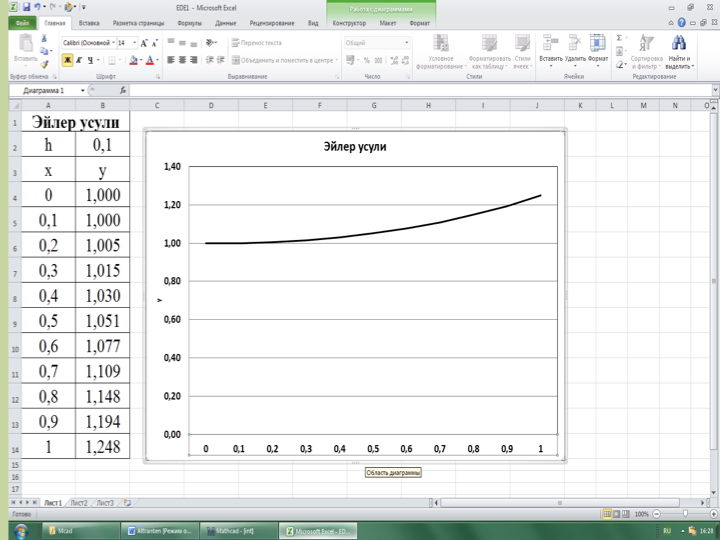 EDE1 - Microsoft Excel
Работа с диаграммами
Файл Главная Вставка Разметка страницы Формулы Данные Рецензирование Вид Конструктор Макет Формат
Calibri (Основной 14
Перенос текста
Общий
Вставить
Ж К Ч
Объединить и поместить в центре
Условное форматирование
Форматировать как таблицу
Стили ячеек
Вставить Удалить Формат
Сортировка и фильтр
Найти и выделить
Буфер обмена Шрифт Выравнивание Число Стили Ячейки Редактирование
Диаграмма 1 fx
A B C D E F G H I J K L M N O
1 Эйлер усули
2 h 0,1
3 x y
4 0 1,000
5 0,1 1,000
6 0,2 1,005
7 0,3 1,015
8 0,4 1,030
9 0,5 1,051
10 0,6 1,077
11 0,7 1,109
12 0,8 1,148
13 0,9 1,194
14 1 1,248
15
16
17
Эйлер усули
1,40
1,20
1,00
0,80
0,60
0,40
0,20
0,00
y
0 0,1 0,2 0,3 0,4 0,5 0,6 0,7 0,8 0,9 1
Область диаграммы
Лист1 Лист2 Лист3
Готово
100%
Mcad
Altranten [Режим о...
Mathcad - [int]
Microsoft Excel - ED...
RU
16:20